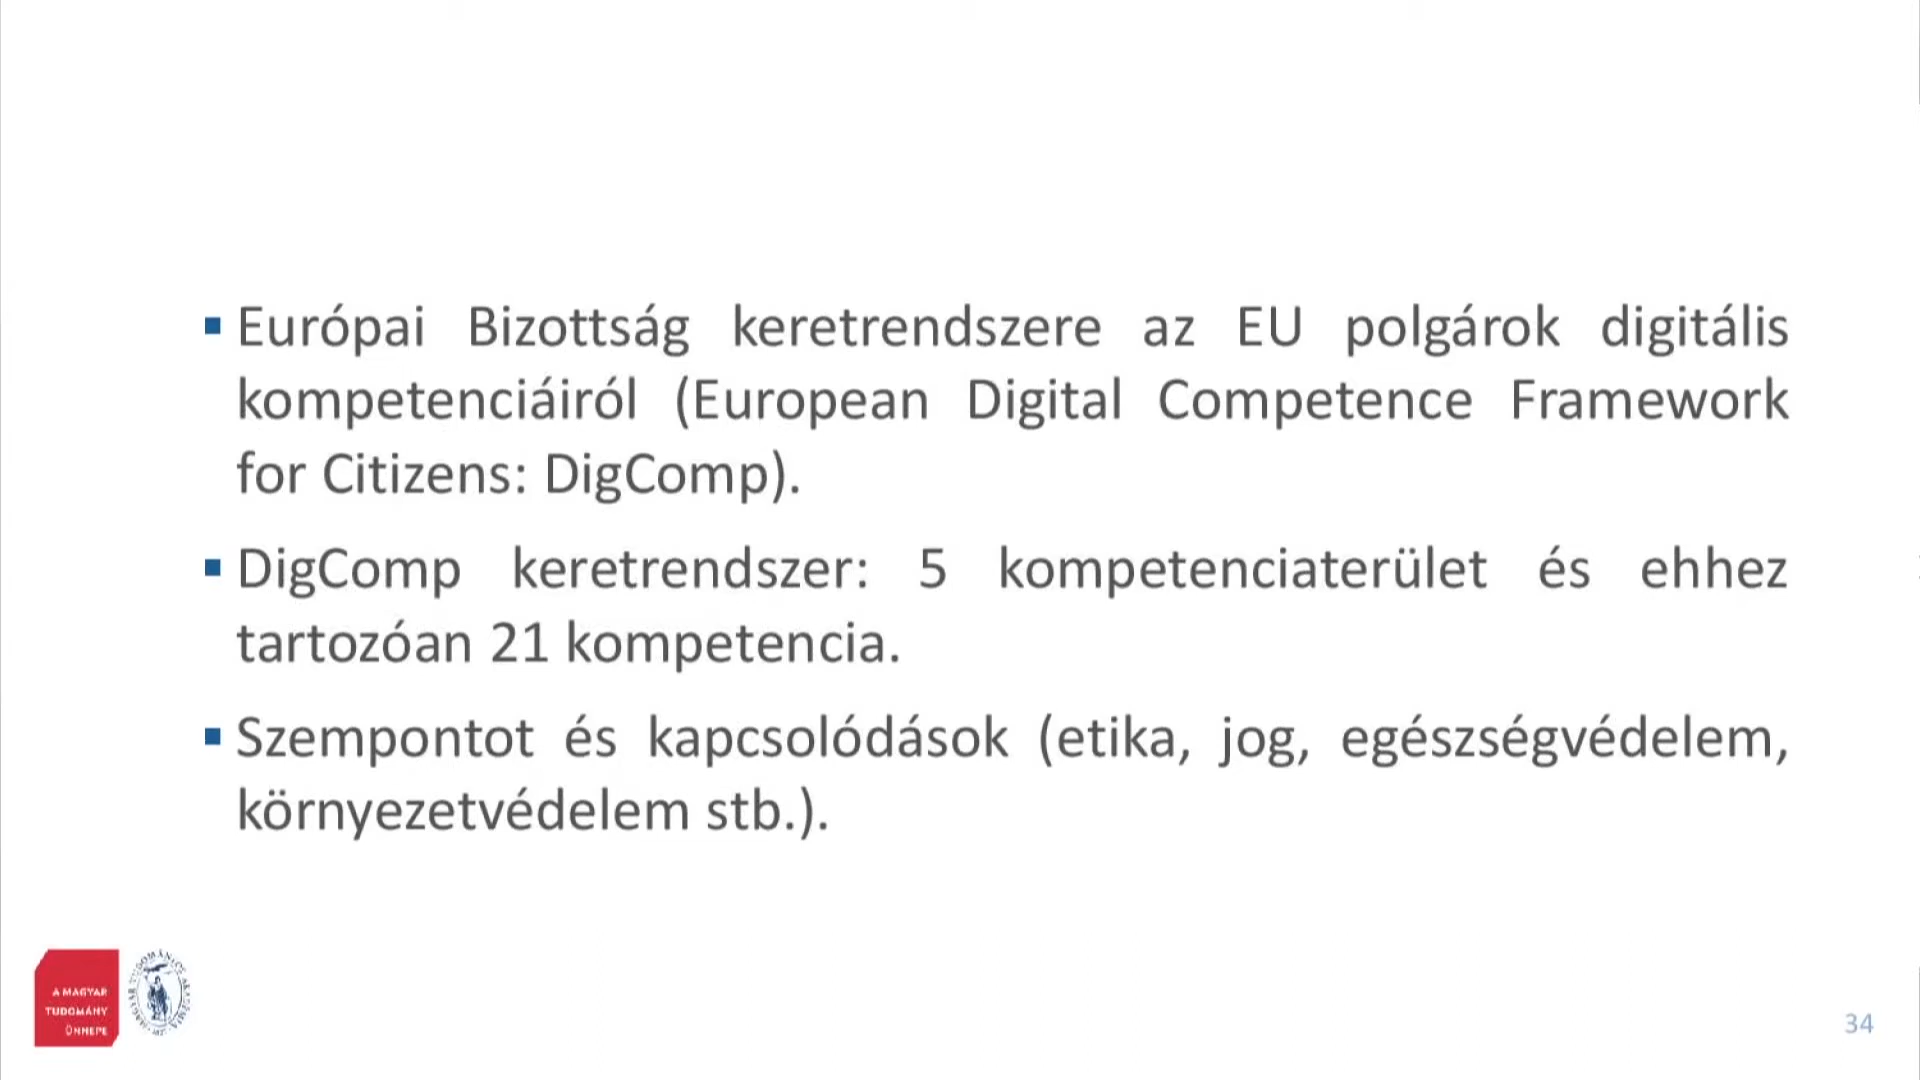 ▪ Európai Bizottság keretrendszere az EU polgárok digitális
kompetenciáiról (European Digital Competence Framework
for Citizens: DigComp).
▪ DigComp keretrendszer: 5 kompetenciaterület és ehhez
tartozóan 21 kompetencia.
▪ Szempontot és kapcsolódások (etika, jog, egészségvédelem,
környezetvédelem stb.).
A MAGYAR
TUDOMÁNY
ÜNNEPE
34